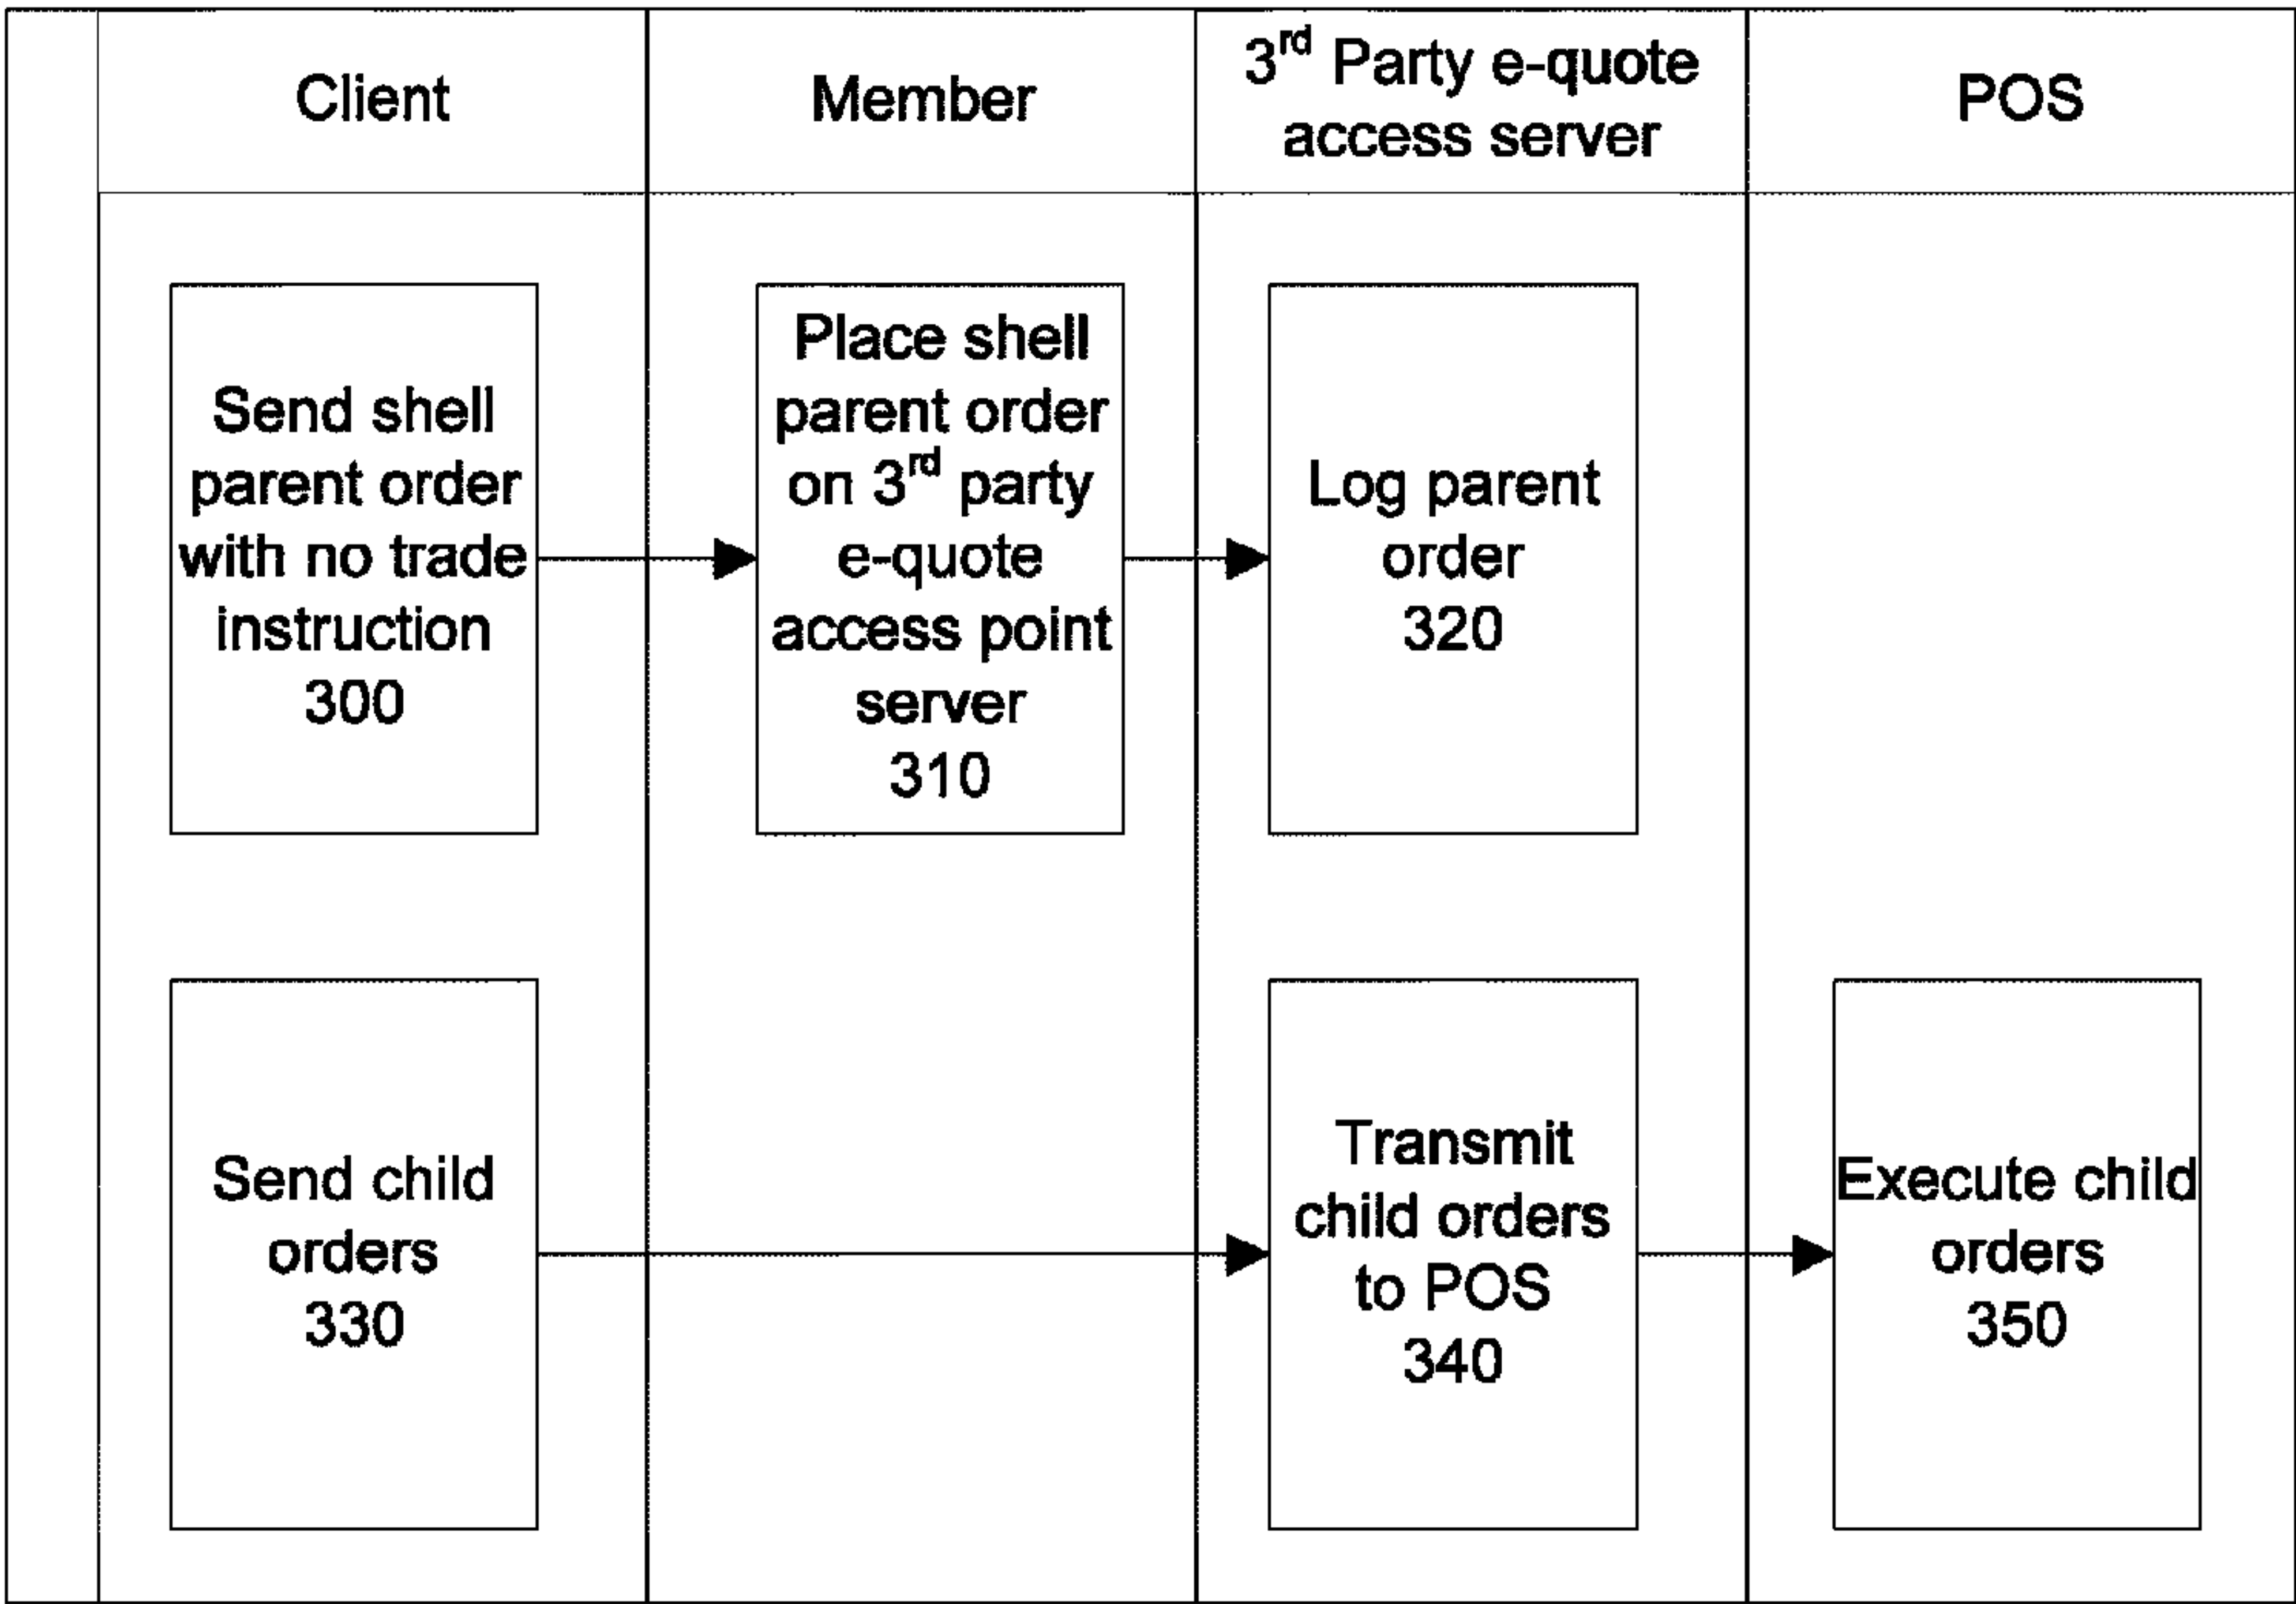 Client
Member
3rd Party e-quote
access server
POS
Send shell
parent order
with no trade
instruction
300
Place shell
parent order
on 3rd party
e-quote
access point
server
310
Log parent
order
320
Send child
orders
330
Transmit
child orders
to POS
340
Execute child
orders
350